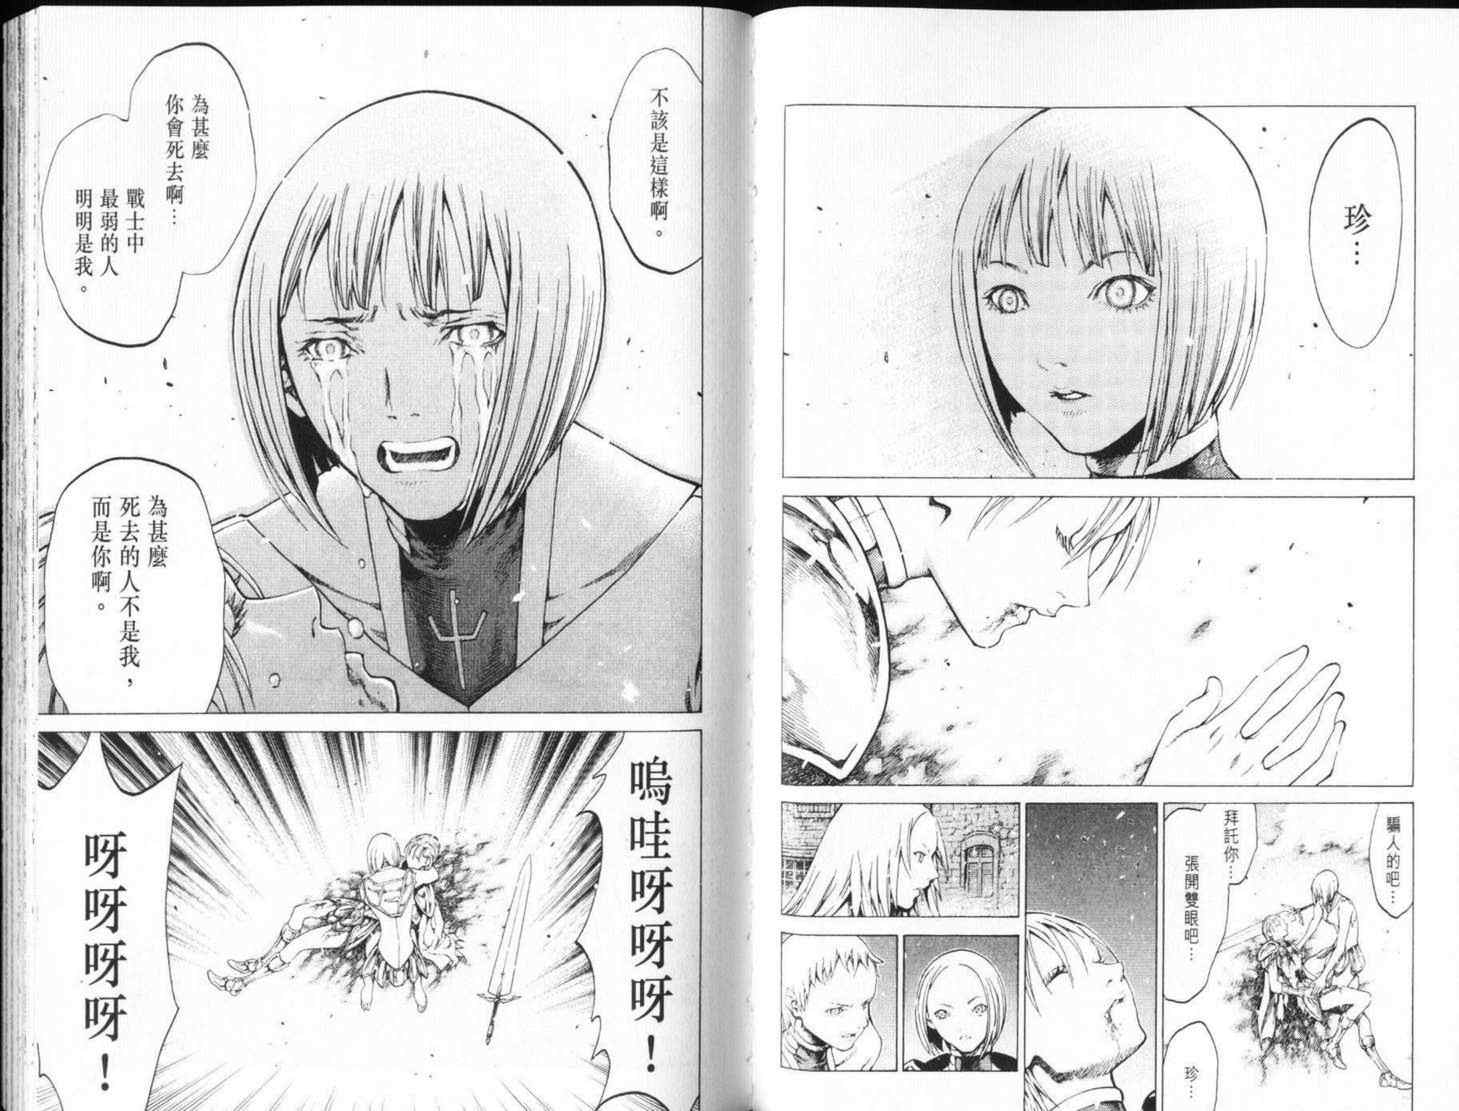 珍…
騙人的吧…
拜託你…
張開雙眼吧…
珍…
不該是這樣啊。
為甚麼
你會死去啊…
戰士中
最弱的人
明明是我。
為甚麼
死去的人不是我，
而是你啊。
嗚哇呀呀呀！
呀呀呀呀！